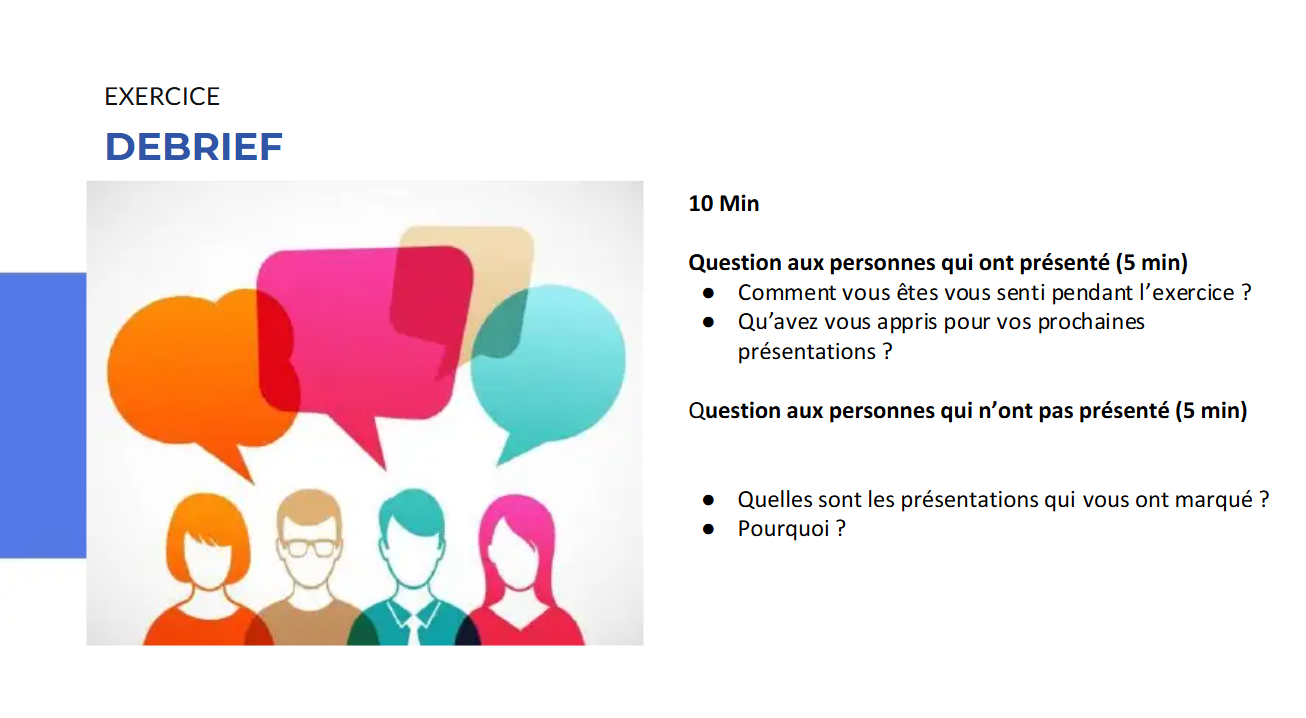 EXERCICE
DEBRIEF
10 Min
Question aux personnes qui ont présenté (5 min)
● Comment vous êtes vous senti pendant l’exercice ?
● Qu’avez vous appris pour vos prochaines
présentations ?
Question aux personnes qui n’ont pas présenté (5 min)
● Quelles sont les présentations qui vous ont marqué ?
● Pourquoi ?